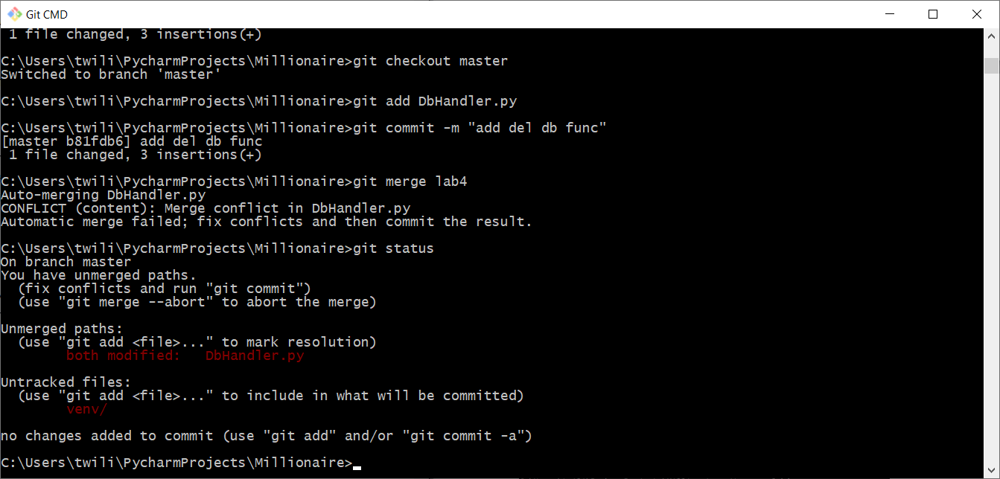 Git CMD
1 file changed, 3 insertions(+)
C:\Users\twili\PycharmProjects\Millionaire>git checkout master
Switched to branch 'master'
C:\Users\twili\PycharmProjects\Millionaire>git add DbHandler.py
C:\Users\twili\PycharmProjects\Millionaire>git commit -m "add del db func"
[master b81fdb6] add del db func
1 file changed, 3 insertions(+)
C:\Users\twili\PycharmProjects\Millionaire>git merge lab4
Auto-merging DbHandler.py
CONFLICT (content): Merge conflict in DbHandler.py
Automatic merge failed; fix conflicts and then commit the result.
C:\Users\twili\PycharmProjects\Millionaire>git status
On branch master
You have unmerged paths.
(fix conflicts and run "git commit")
(use "git merge --abort" to abort the merge)
Unmerged paths:
(use "git add <file>..." to mark resolution)
both modified:   DbHandler.py
Untracked files:
(use "git add <file>..." to include in what will be committed)
venv/
no changes added to commit (use "git add" and/or "git commit -a")
C:\Users\twili\PycharmProjects\Millionaire>